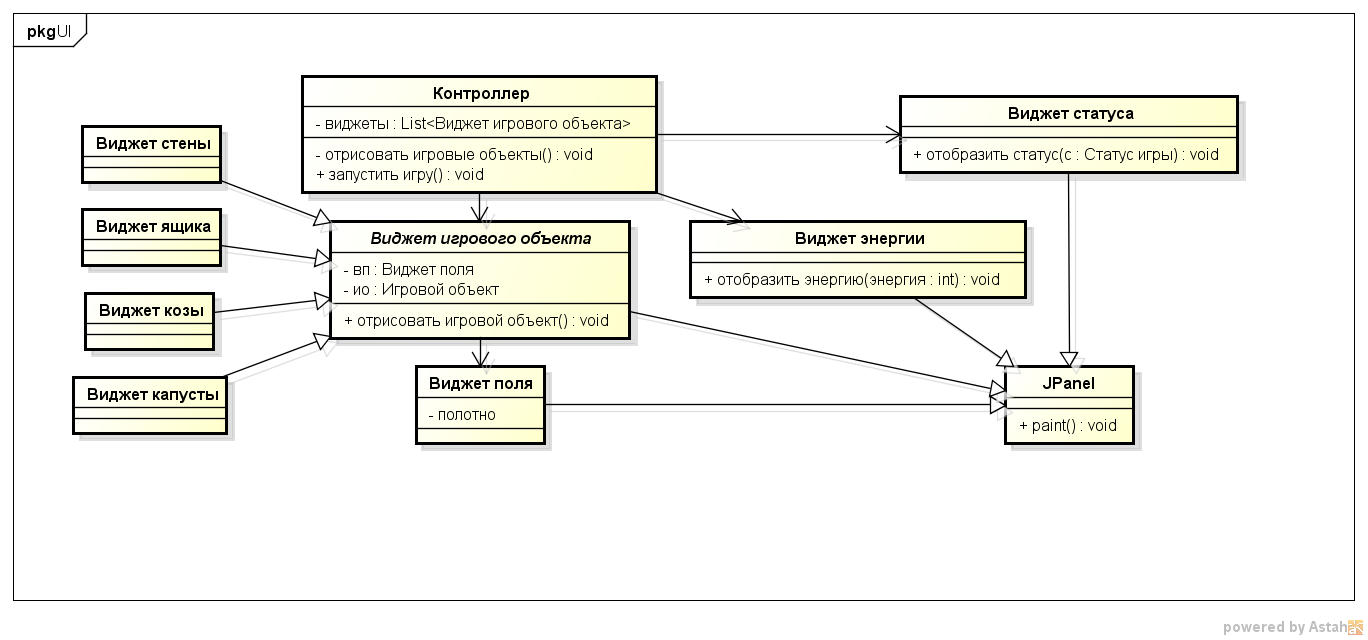 pkg UI
Контроллер
- виджеты : List<Виджет игрового объекта>
- отрисовать игровые объекты() : void
+ запустить игру() : void
Виджет статуса
+ отобразить статус(с : Статус игры) : void
Виджет стены
Виджет ящика
Виджет козы
Виджет капусты
Виджет игрового объекта
- вп : Виджет поля
- ио : Игровой объект
+ отрисовать игровой объект() : void
Виджет энергии
+ отобразить энергию(энергия : int) : void
Виджет поля
- полотно
JPanel
+ paint() : void
powered by Astah